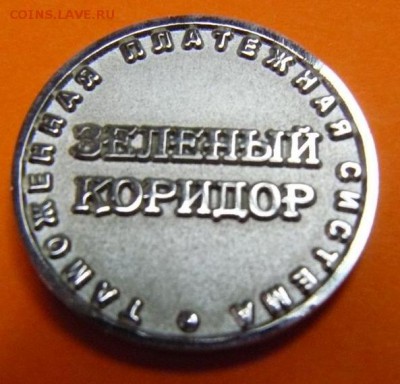 COINS.LAVE.RU
ТАМОЖЕННАЯ ПЛАТЕЖНАЯ СИСТЕМА •
ЗЕЛЕНЫЙ
КОРИДОР